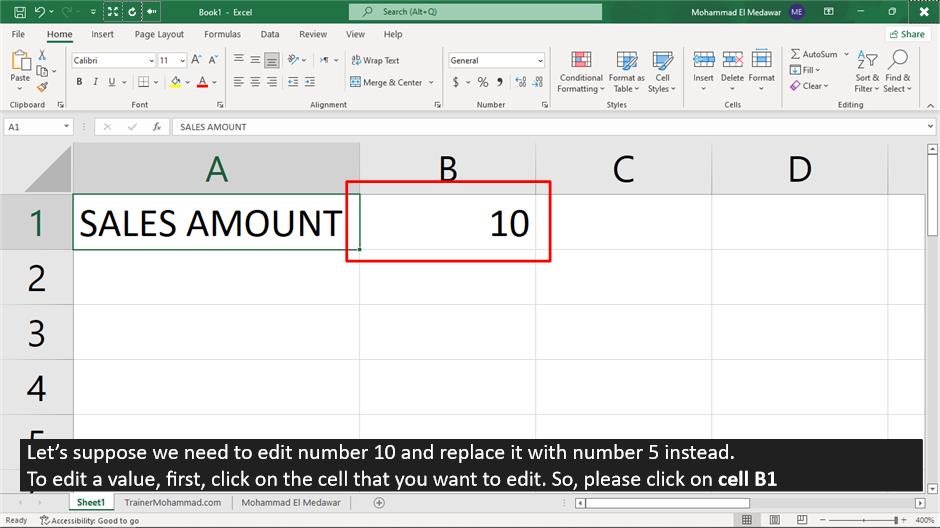 Book1 - Excel
Search (Alt+Q)
Mohammad El Medawar ME
File Home Insert Page Layout Formulas Data Review View Help
Share
Paste
Calibri 11 A A
B I U A
Wrap Text
Merge & Center
General
$ % ,
Conditional Formatting
Format as Table
Cell Styles
Insert Delete Format
AutoSum
Fill
Clear
Sort & Filter
Find & Select
Clipboard Font Alignment Number Styles Cells Editing
A1 fx SALES AMOUNT
A B C D
1 SALES AMOUNT 10
2
3
4
Let’s suppose we need to edit number 10 and replace it with number 5 instead.
To edit a value, first, click on the cell that you want to edit. So, please click on cell B1
Sheet1 TrainerMohammad.com Mohammad El Medawar
Ready Accessibility: Good to go 400%